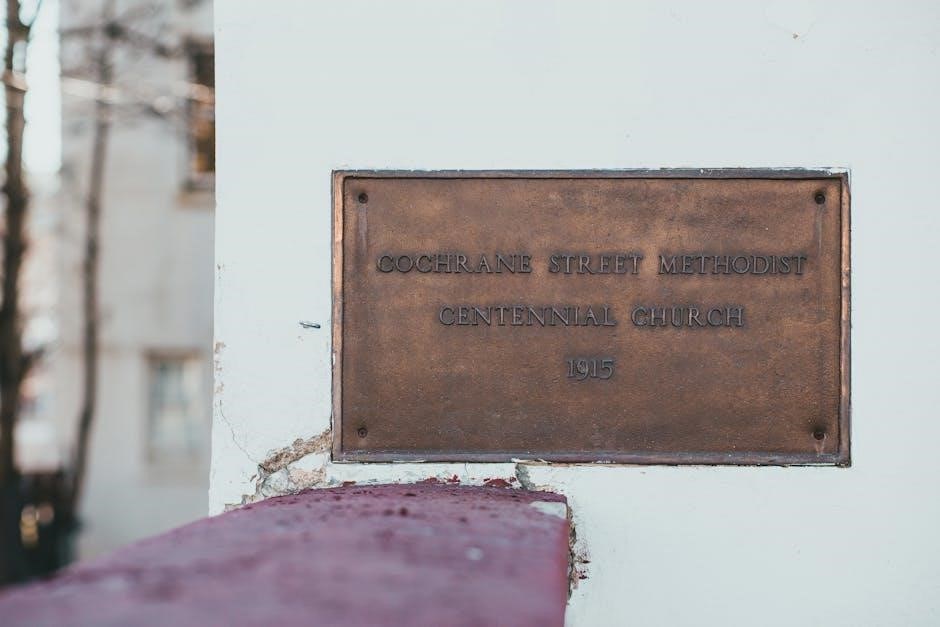 COCHRANE STREET METHODIST
CENTENNIAL CHURCH
1915